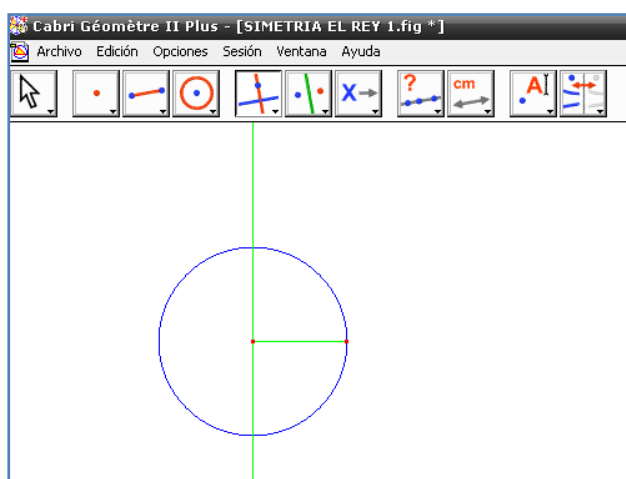 Cabri Géomètre II Plus - [SIMETRIA EL REY 1.fig *]
Archivo Edición Opciones Sesión Ventana Ayuda
X ? cm A